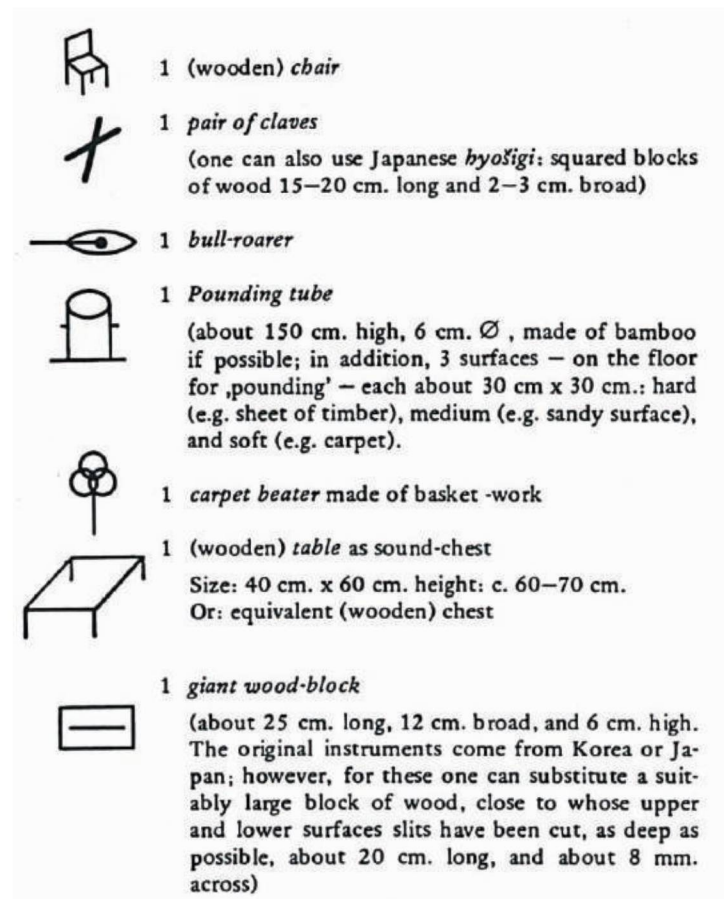 1 (wooden) chair
1 pair of claves
(one can also use Japanese hyošigi: squared blocks
of wood 15–20 cm. long and 2–3 cm. broad)
1 bull-roarer
1 Pounding tube
(about 150 cm. high, 6 cm. Ø , made of bamboo
if possible; in addition, 3 surfaces — on the floor
for ‚pounding' — each about 30 cm x 30 cm.: hard
(e.g. sheet of timber), medium (e.g. sandy surface),
and soft (e.g. carpet).
1 carpet beater made of basket -work
1 (wooden) table as sound-chest
Size: 40 cm. x 60 cm. height: c. 60–70 cm.
Or: equivalent (wooden) chest
1 giant wood-block
(about 25 cm. long, 12 cm. broad, and 6 cm. high.
The original instruments come from Korea or Ja-
pan; however, for these one can substitute a suit-
ably large block of wood, close to whose upper
and lower surfaces slits have been cut, as deep as
possible, about 20 cm. long, and about 8 mm.
across)